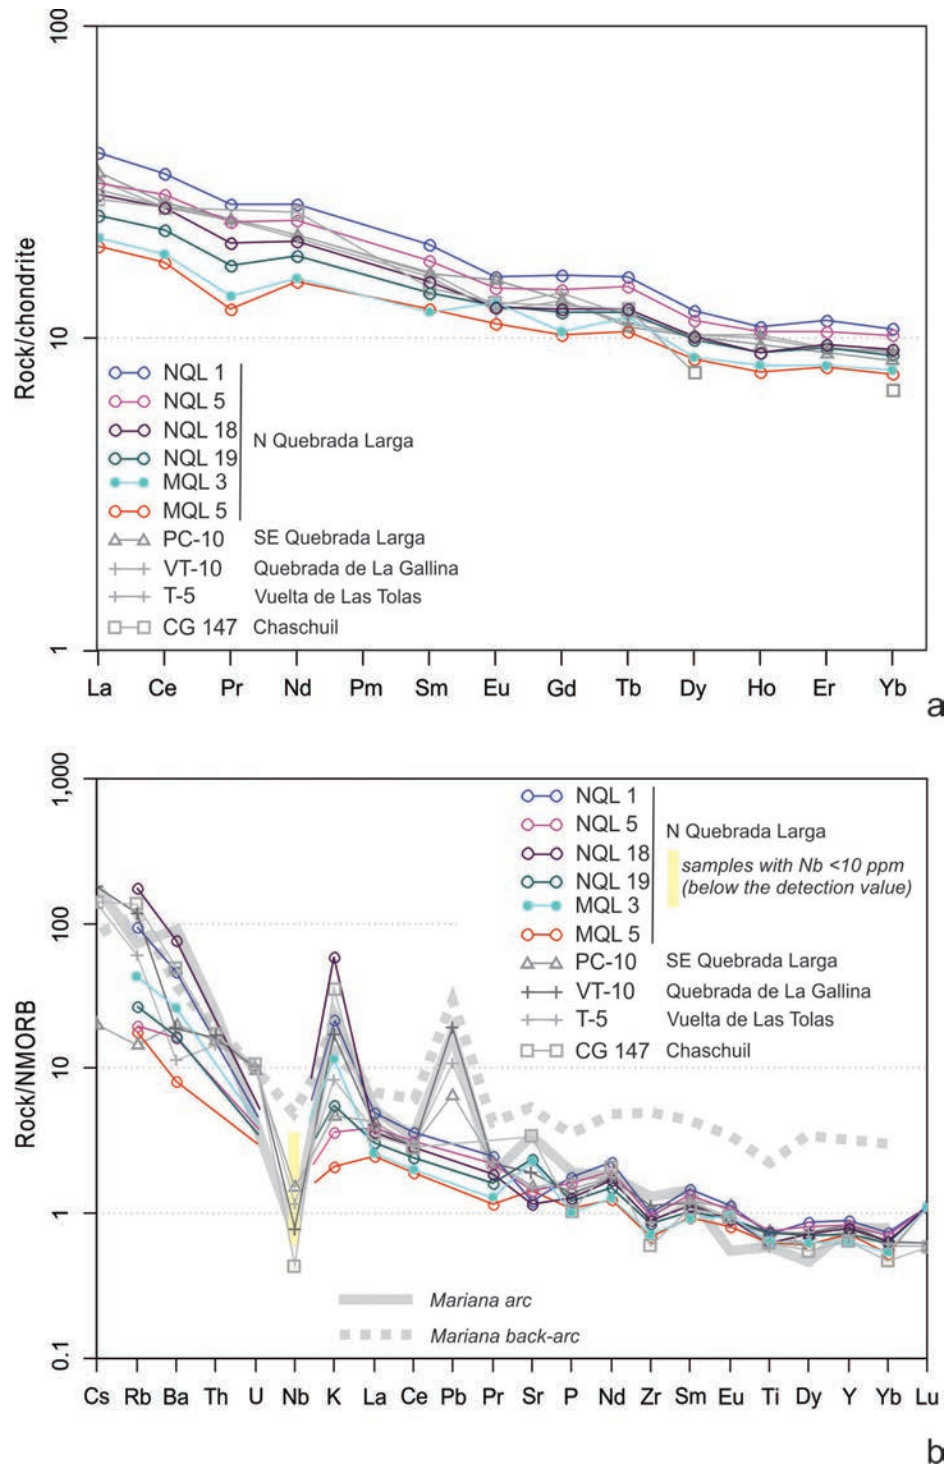 100
Rock/chondrite
10
NQL 1
NQL 5
NQL 18
N Quebrada Larga
NQL 19
MQL 3
MQL 5
PC-10 SE Quebrada Larga
VT-10 Quebrada de La Gallina
T-5 Vuelta de Las Tolas
CG 147 Chaschuil
1
La Ce Pr Nd Pm Sm Eu Gd Tb Dy Ho Er Yb
a
1,000
NQL 1
NQL 5
N Quebrada Larga
NQL 18
samples with Nb <10 ppm
NQL 19
(below the detection value)
MQL 3
100
MQL 5
PC-10 SE Quebrada Larga
VT-10 Quebrada de La Gallina
T-5 Vuelta de Las Tolas
CG 147 Chaschuil
Rock/NMORB
10
1
Mariana arc
Mariana back-arc
0.1
Cs Rb Ba Th U Nb K La Ce Pb Pr Sr P Nd Zr Sm Eu Ti Dy Y Yb Lu
b